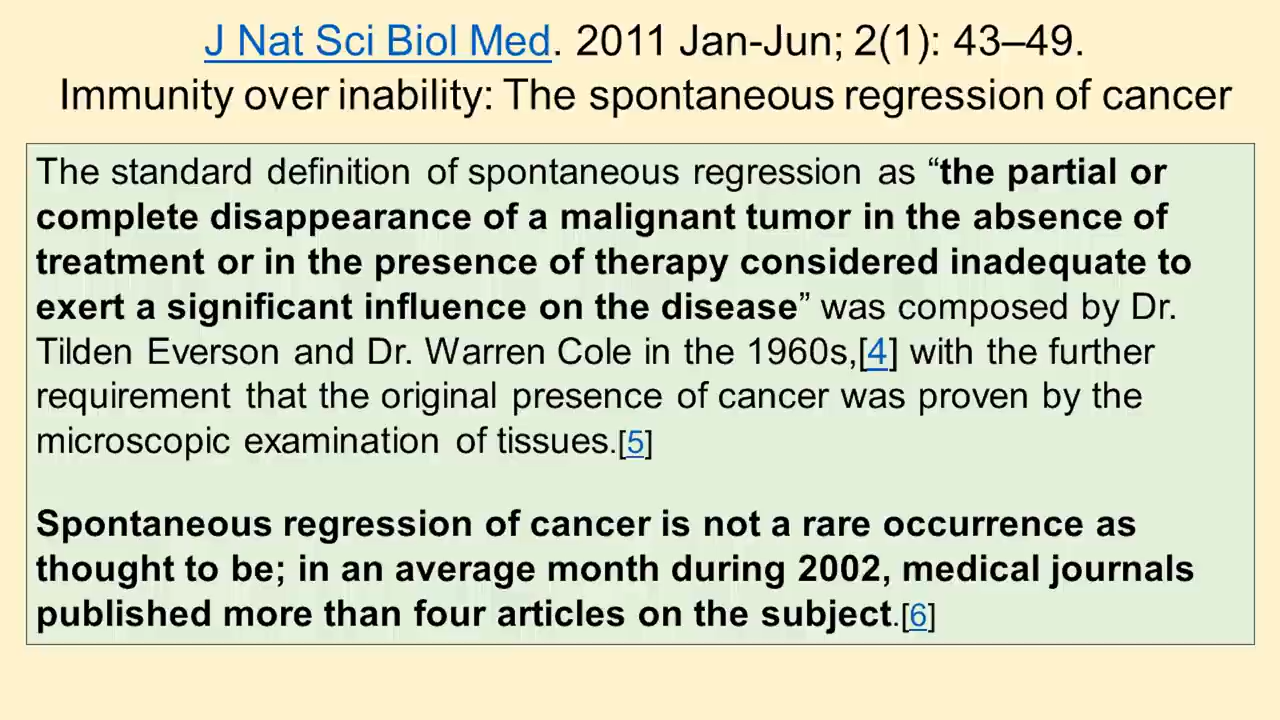 J Nat Sci Biol Med. 2011 Jan-Jun; 2(1): 43–49.
Immunity over inability: The spontaneous regression of cancer
The standard definition of spontaneous regression as “the partial or
complete disappearance of a malignant tumor in the absence of
treatment or in the presence of therapy considered inadequate to
exert a significant influence on the disease” was composed by Dr.
Tilden Everson and Dr. Warren Cole in the 1960s,[4] with the further
requirement that the original presence of cancer was proven by the
microscopic examination of tissues.[5]
Spontaneous regression of cancer is not a rare occurrence as
thought to be; in an average month during 2002, medical journals
published more than four articles on the subject.[6]